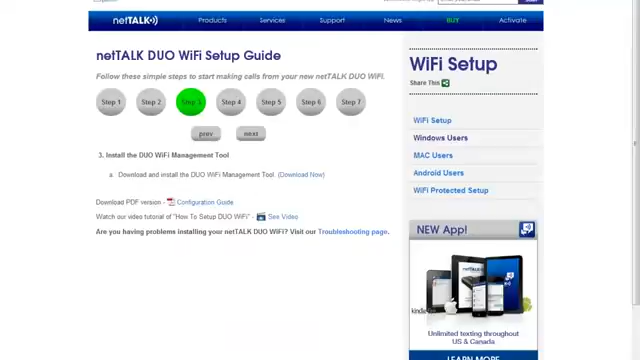 netTALK
Products
Services
Support
News
BUY
Activate
netTALK DUO WiFi Setup Guide
Follow these simple steps to start making calls from your new netTALK DUO WiFi.
Step 1
Step 2
Step 3
Step 4
Step 5
Step 6
Step 7
prev
next
3. Install the DUO WiFi Management Tool
a. Download and install the DUO WiFi Management Tool. (Download Now)
Download PDF version - Configuration Guide
Watch our video tutorial of "How To Setup DUO WiFi" - See Video
Are you having problems installing your netTALK DUO WiFi? Visit our Troubleshooting page.
WiFi Setup
Share This
WiFi Setup
Windows Users
MAC Users
Android Users
WiFi Protected Setup
NEW App!
netTALK
kindle
Unlimited texting throughout
US & Canada
LEARN MORE